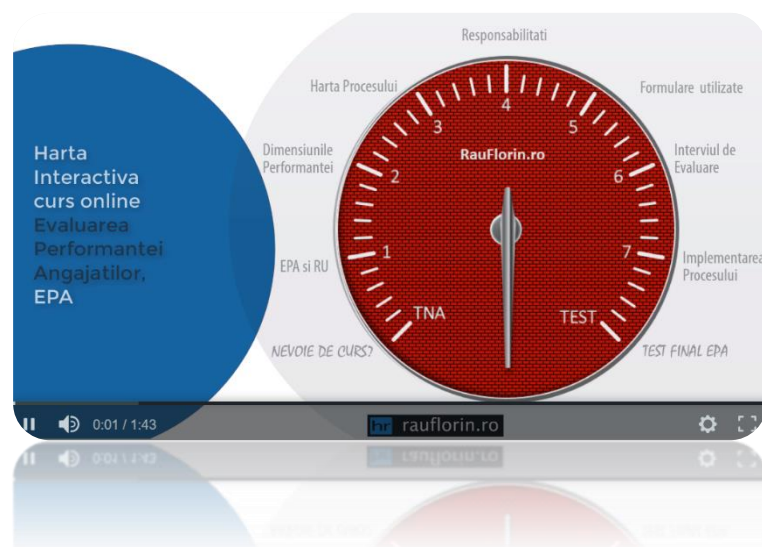 Responsabilitati
Harta Procesului
Formulare utilizate
4
3
5
Harta
Interactiva
curs online
Evaluarea
Performantei
Angajatilor,
EPA
Dimensiunile
Performantei
RauFlorin.ro
Interviul de
Evaluare
2
6
EPA si RU
1
7
Implementarea
Procesului
TNA
TEST
NEVOIE DE CURS?
TEST FINAL EPA
0:01 / 1:43
hr rauflorin.ro